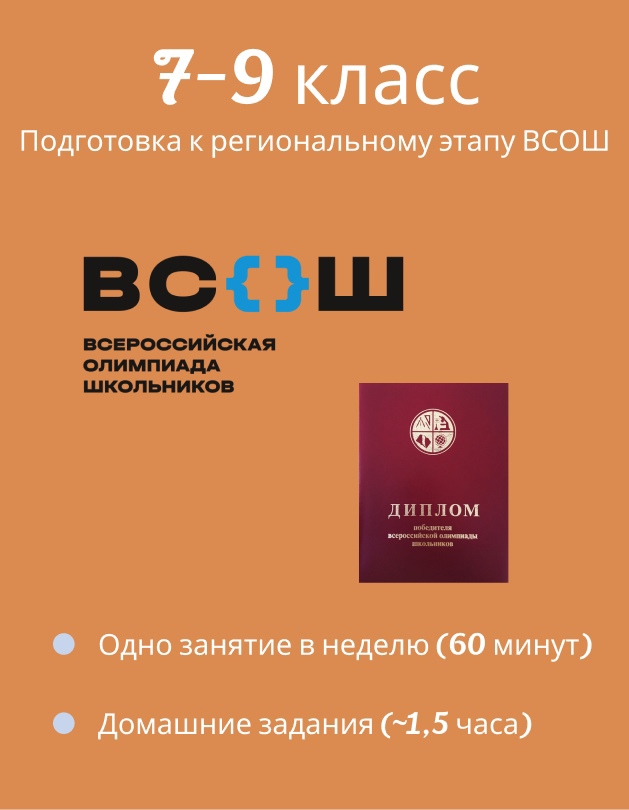 7-9 класс
Подготовка к региональному этапу ВСОШ
ВС{ }Ш
ВСЕРОССИЙСКАЯ
ОЛИМПИАДА
ШКОЛЬНИКОВ
ДИПЛОМ
победителя
всероссийской олимпиады
школьников
Одно занятие в неделю (60 минут)
Домашние задания (~1,5 часа)